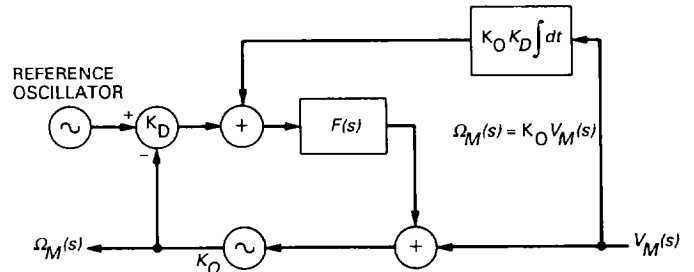 K_O K_D ∫ dt
REFERENCE
OSCILLATOR
+
K_D
−
+
F(s)
Ω_M(s) = K_O V_M(s)
Ω_M(s)
K_O
+
V_M(s)